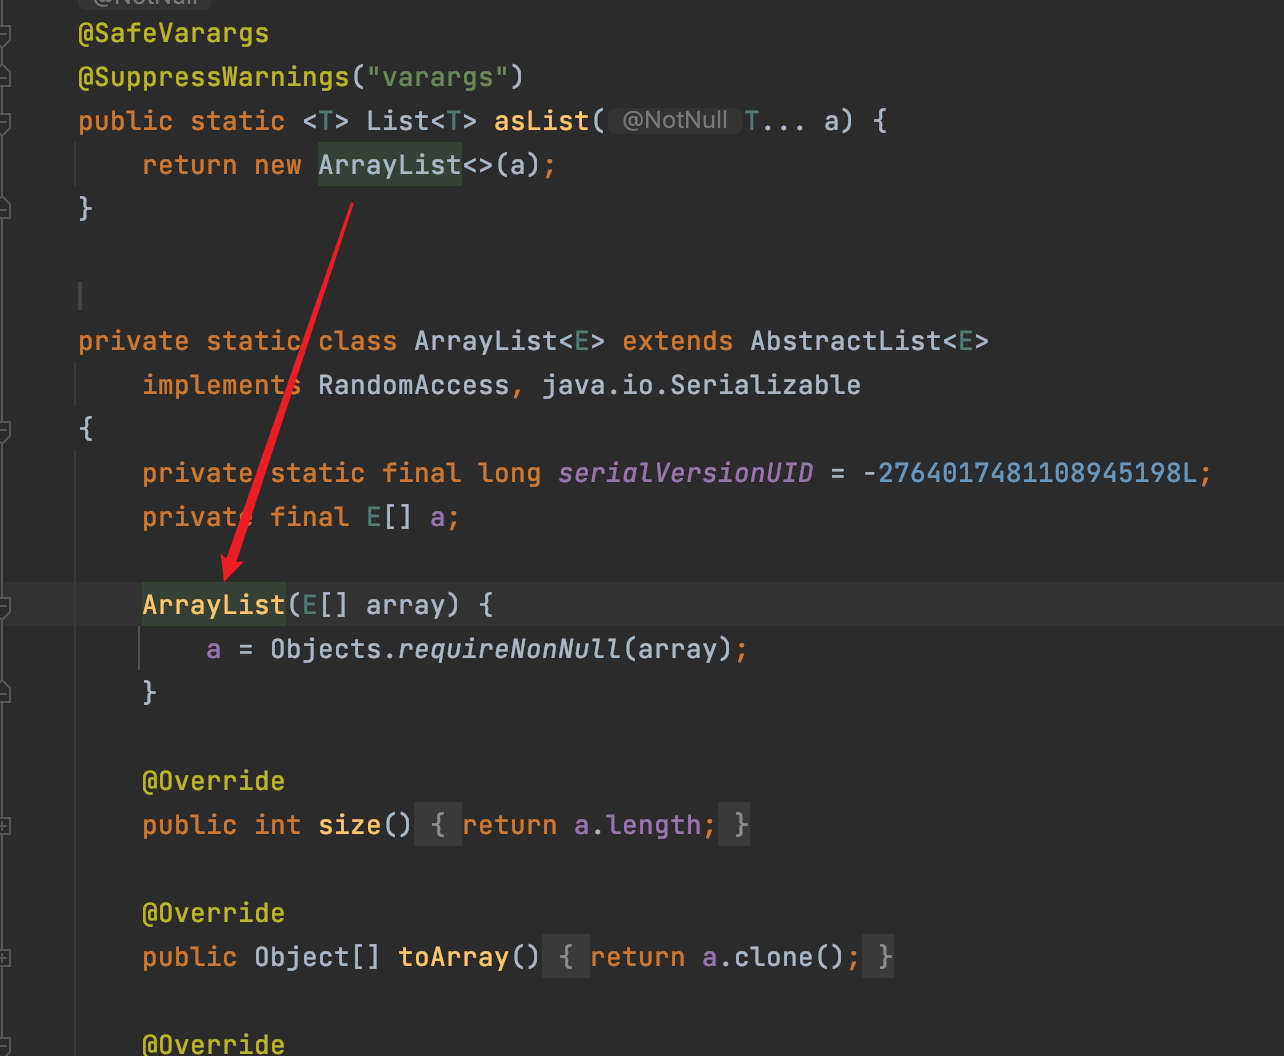 @NotNull
@SafeVarargs
@SuppressWarnings("varargs")
public static <T> List<T> asList( @NotNull T... a) {
    return new ArrayList<>(a);
}
private static class ArrayList<E> extends AbstractList<E>
    implements RandomAccess, java.io.Serializable
{
    private static final long serialVersionUID = -2764017481108945198L;
    private final E[] a;
    ArrayList(E[] array) {
        a = Objects.requireNonNull(array);
    }
    @Override
    public int size() { return a.length; }
    @Override
    public Object[] toArray() { return a.clone(); }
    @Override